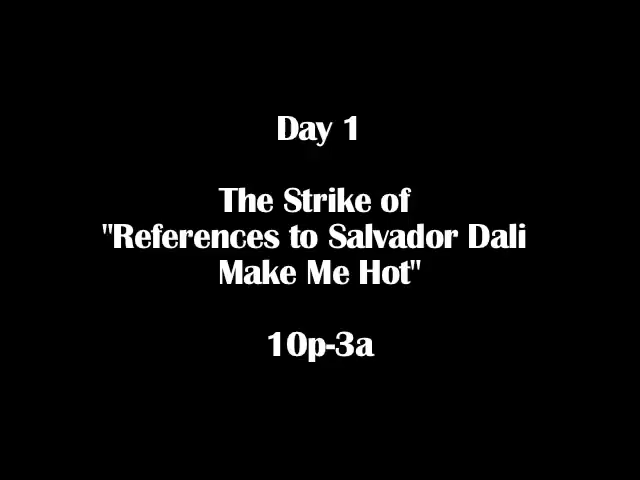 Day 1
The Strike of
"References to Salvador Dali
Make Me Hot"
10p-3a